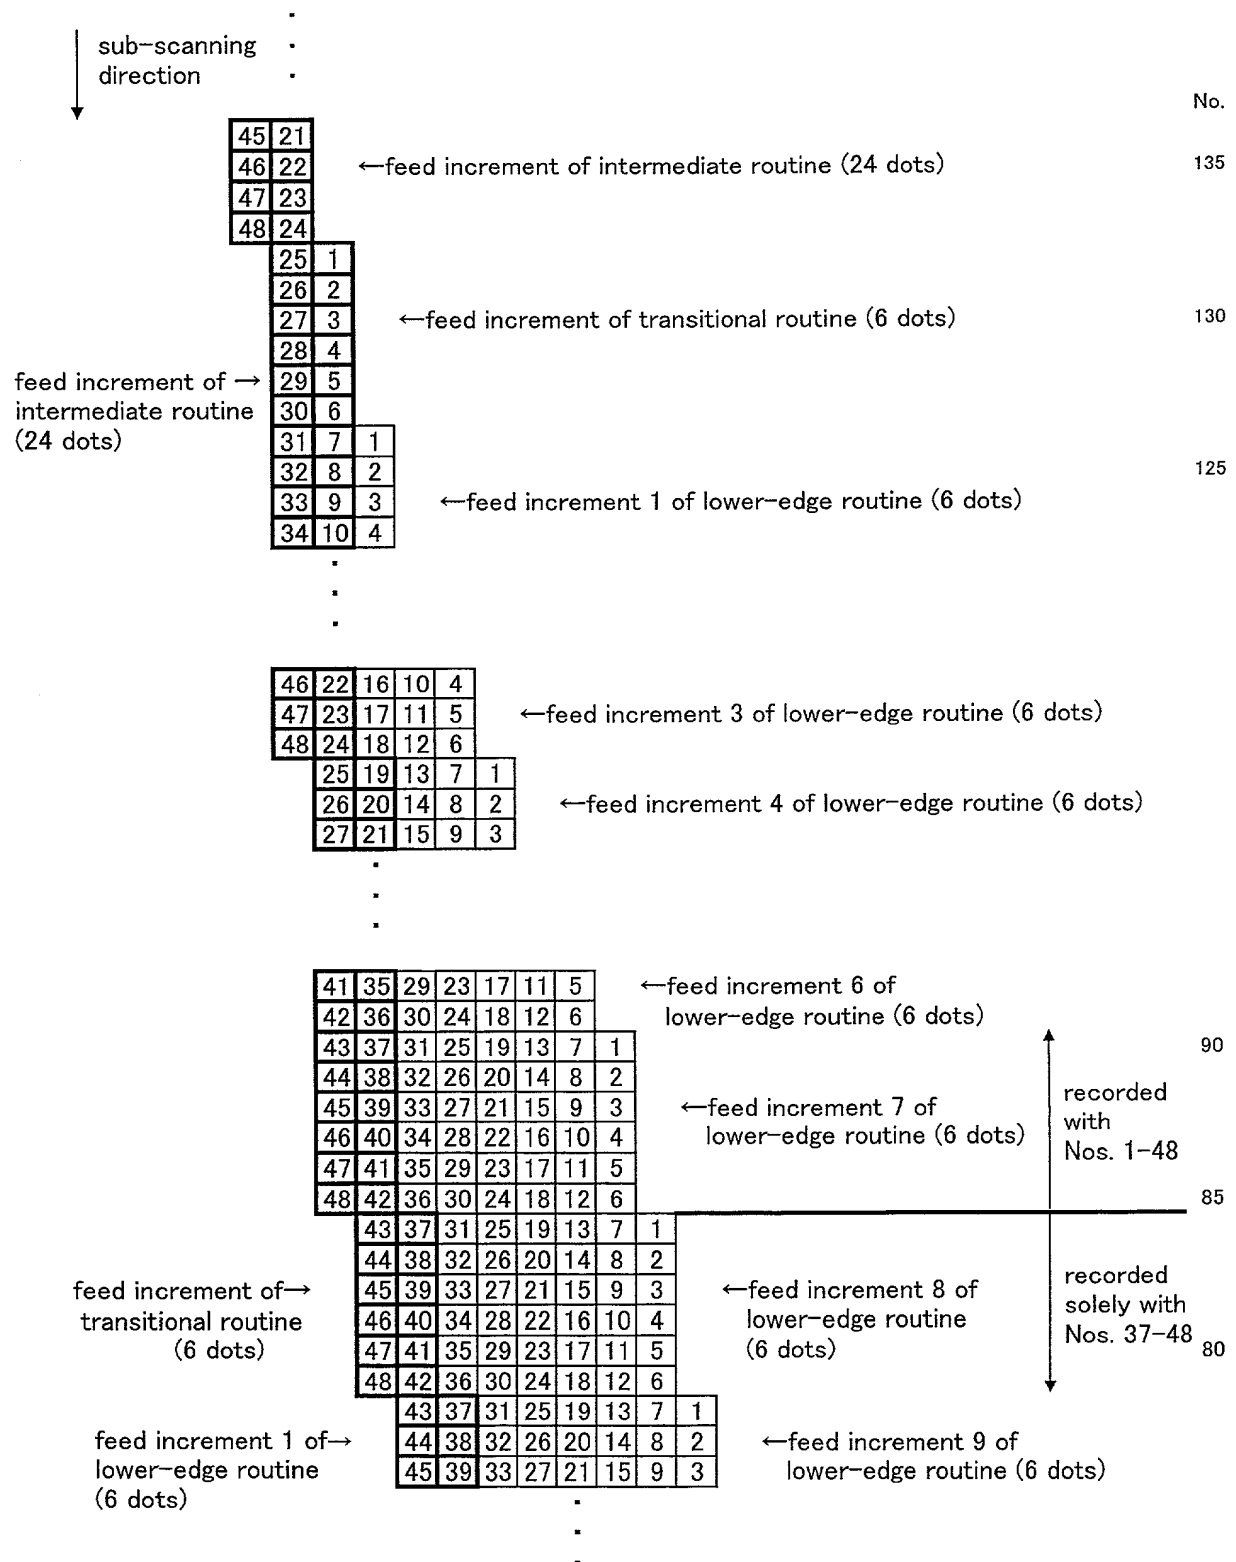 sub-scanning
direction
No.
45 21
46 22 ←feed increment of intermediate routine (24 dots) 135
47 23
48 24
25 1
26 2
27 3 ←feed increment of transitional routine (6 dots) 130
28 4
feed increment of → 29 5
intermediate routine 30 6
(24 dots) 31 7 1
32 8 2 125
33 9 3 ←feed increment 1 of lower-edge routine (6 dots)
34 10 4
46 22 16 10 4
47 23 17 11 5 ←feed increment 3 of lower-edge routine (6 dots)
48 24 18 12 6
25 19 13 7 1
26 20 14 8 2 ←feed increment 4 of lower-edge routine (6 dots)
27 21 15 9 3
41 35 29 23 17 11 5 ←feed increment 6 of
42 36 30 24 18 12 6 lower-edge routine (6 dots)
43 37 31 25 19 13 7 1 90
44 38 32 26 20 14 8 2 recorded
45 39 33 27 21 15 9 3 ←feed increment 7 of with
46 40 34 28 22 16 10 4 lower-edge routine (6 dots) Nos. 1-48
47 41 35 29 23 17 11 5
48 42 36 30 24 18 12 6 85
43 37 31 25 19 13 7 1
44 38 32 26 20 14 8 2 recorded
feed increment of→ 45 39 33 27 21 15 9 3 ←feed increment 8 of solely with
transitional routine 46 40 34 28 22 16 10 4 lower-edge routine Nos. 37-48
(6 dots) 47 41 35 29 23 17 11 5 (6 dots) 80
48 42 36 30 24 18 12 6
43 37 31 25 19 13 7 1
feed increment 1 of→ 44 38 32 26 20 14 8 2 ←feed increment 9 of
lower-edge routine 45 39 33 27 21 15 9 3 lower-edge routine (6 dots)
(6 dots)